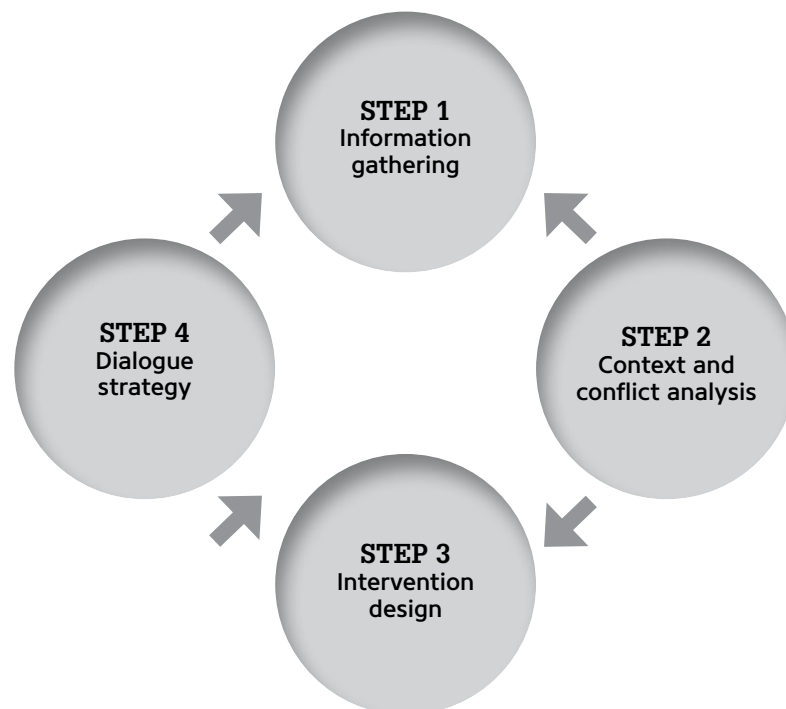 STEP 1
Information
gathering
STEP 2
Context and
conflict analysis
STEP 3
Intervention
design
STEP 4
Dialogue
strategy